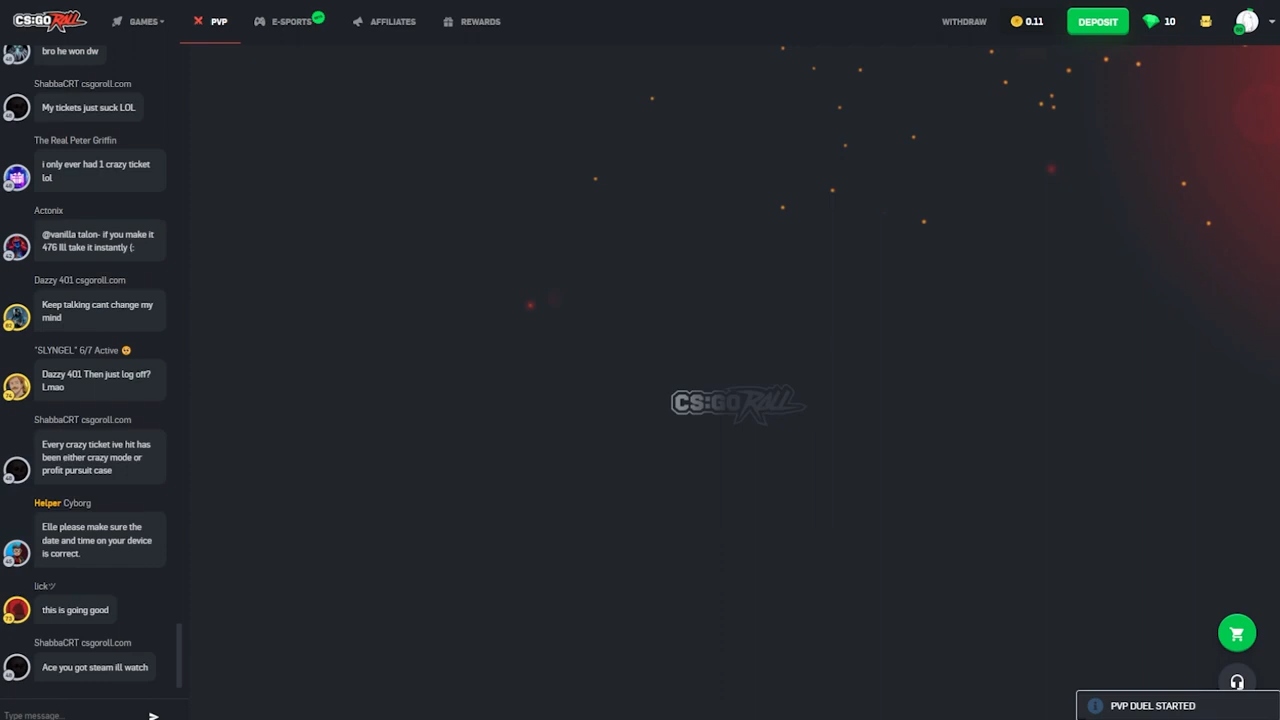 CS:GO ROLL GAMES PVP E-SPORTS AFFILIATES REWARDS WITHDRAW 0.11 DEPOSIT 10
bro he won dw
ShabbaCRT csgoroll.com
My tickets just suck LOL
The Real Peter Griffin
i only ever had 1 crazy ticket
lol
Actonix
@vanilla talon- if you make it
476 Ill take it instantly (:
Dazzy 401 csgoroll.com
Keep talking cant change my
mind
"SLYNGEL" 6/7 Active
Dazzy 401 Then just log off?
Lmao
CS:GO ROLL
ShabbaCRT csgoroll.com
Every crazy ticket ive hit has
been either crazy mode or
profit pursuit case
Helper Cyborg
Elle please make sure the
date and time on your device
is correct.
lickツ
this is going good
ShabbaCRT csgoroll.com
Ace you got steam ill watch
Type message...
PVP DUEL STARTED